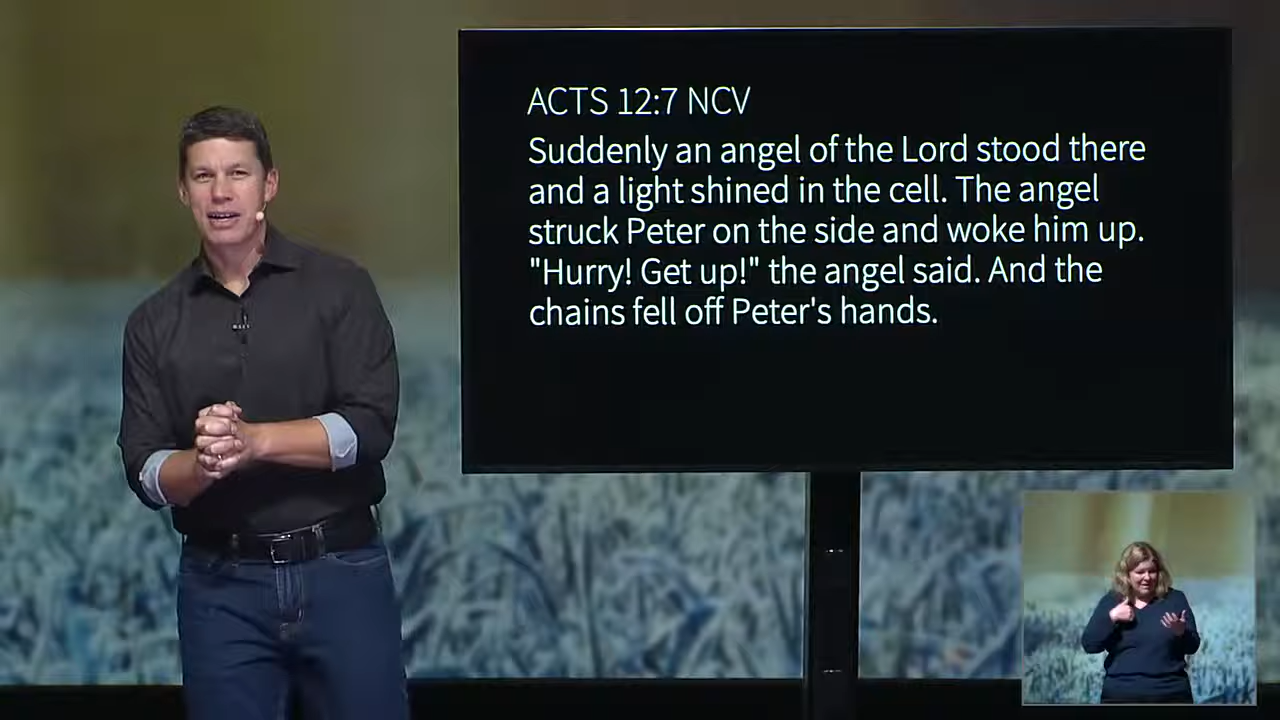 ACTS 12:7 NCV
Suddenly an angel of the Lord stood there
and a light shined in the cell. The angel
struck Peter on the side and woke him up.
"Hurry! Get up!" the angel said. And the
chains fell off Peter's hands.